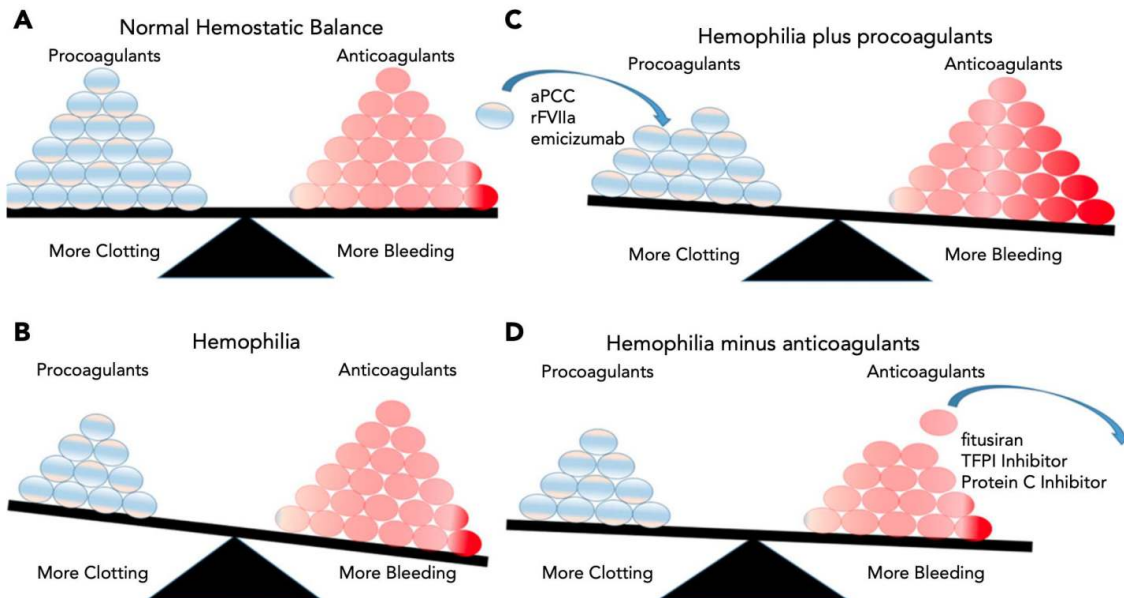 A
Normal Hemostatic Balance
Procoagulants
Anticoagulants
More Clotting
More Bleeding
B
Hemophilia
Procoagulants
Anticoagulants
More Clotting
More Bleeding
C
Hemophilia plus procoagulants
Procoagulants
Anticoagulants
aPCC
rFVIIa
emicizumab
More Clotting
More Bleeding
D
Hemophilia minus anticoagulants
Procoagulants
Anticoagulants
fitusiran
TFPI Inhibitor
Protein C Inhibitor
More Clotting
More Bleeding